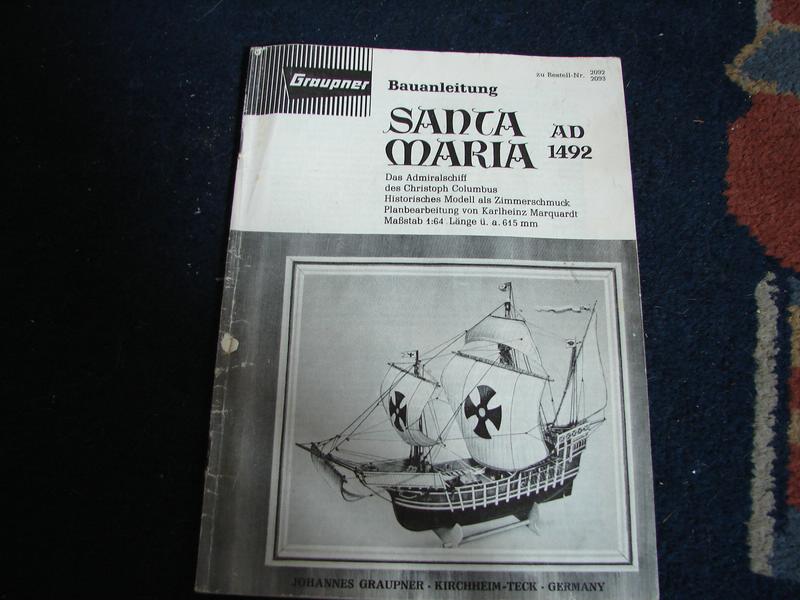 Graupner
Bauanleitung
zu Bestell-Nr. 2092
2093
SANTA
MARIA
AD
1492
Das Admiralschiff
des Christoph Columbus
Historisches Modell als Zimmerschmuck
Planbearbeitung von Karlheinz Marquardt
Maßstab 1:64 Länge ü. a. 615 mm
JOHANNES GRAUPNER · KIRCHHEIM-TECK · GERMANY